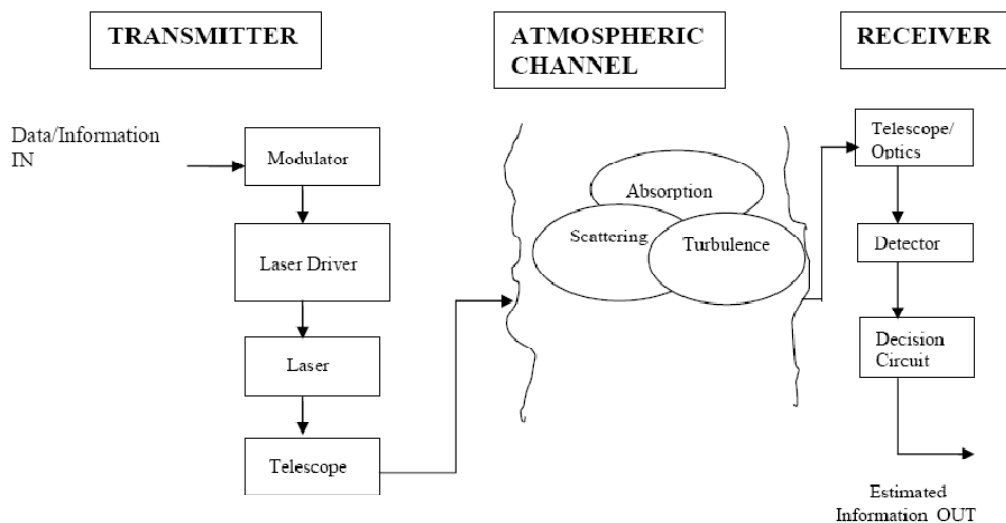 TRANSMITTER
ATMOSPHERIC
CHANNEL
RECEIVER
Data/Information
IN
Modulator
Laser Driver
Laser
Telescope
Absorption
Scattering
Turbulence
Telescope/
Optics
Detector
Decision
Circuit
Estimated
Information OUT